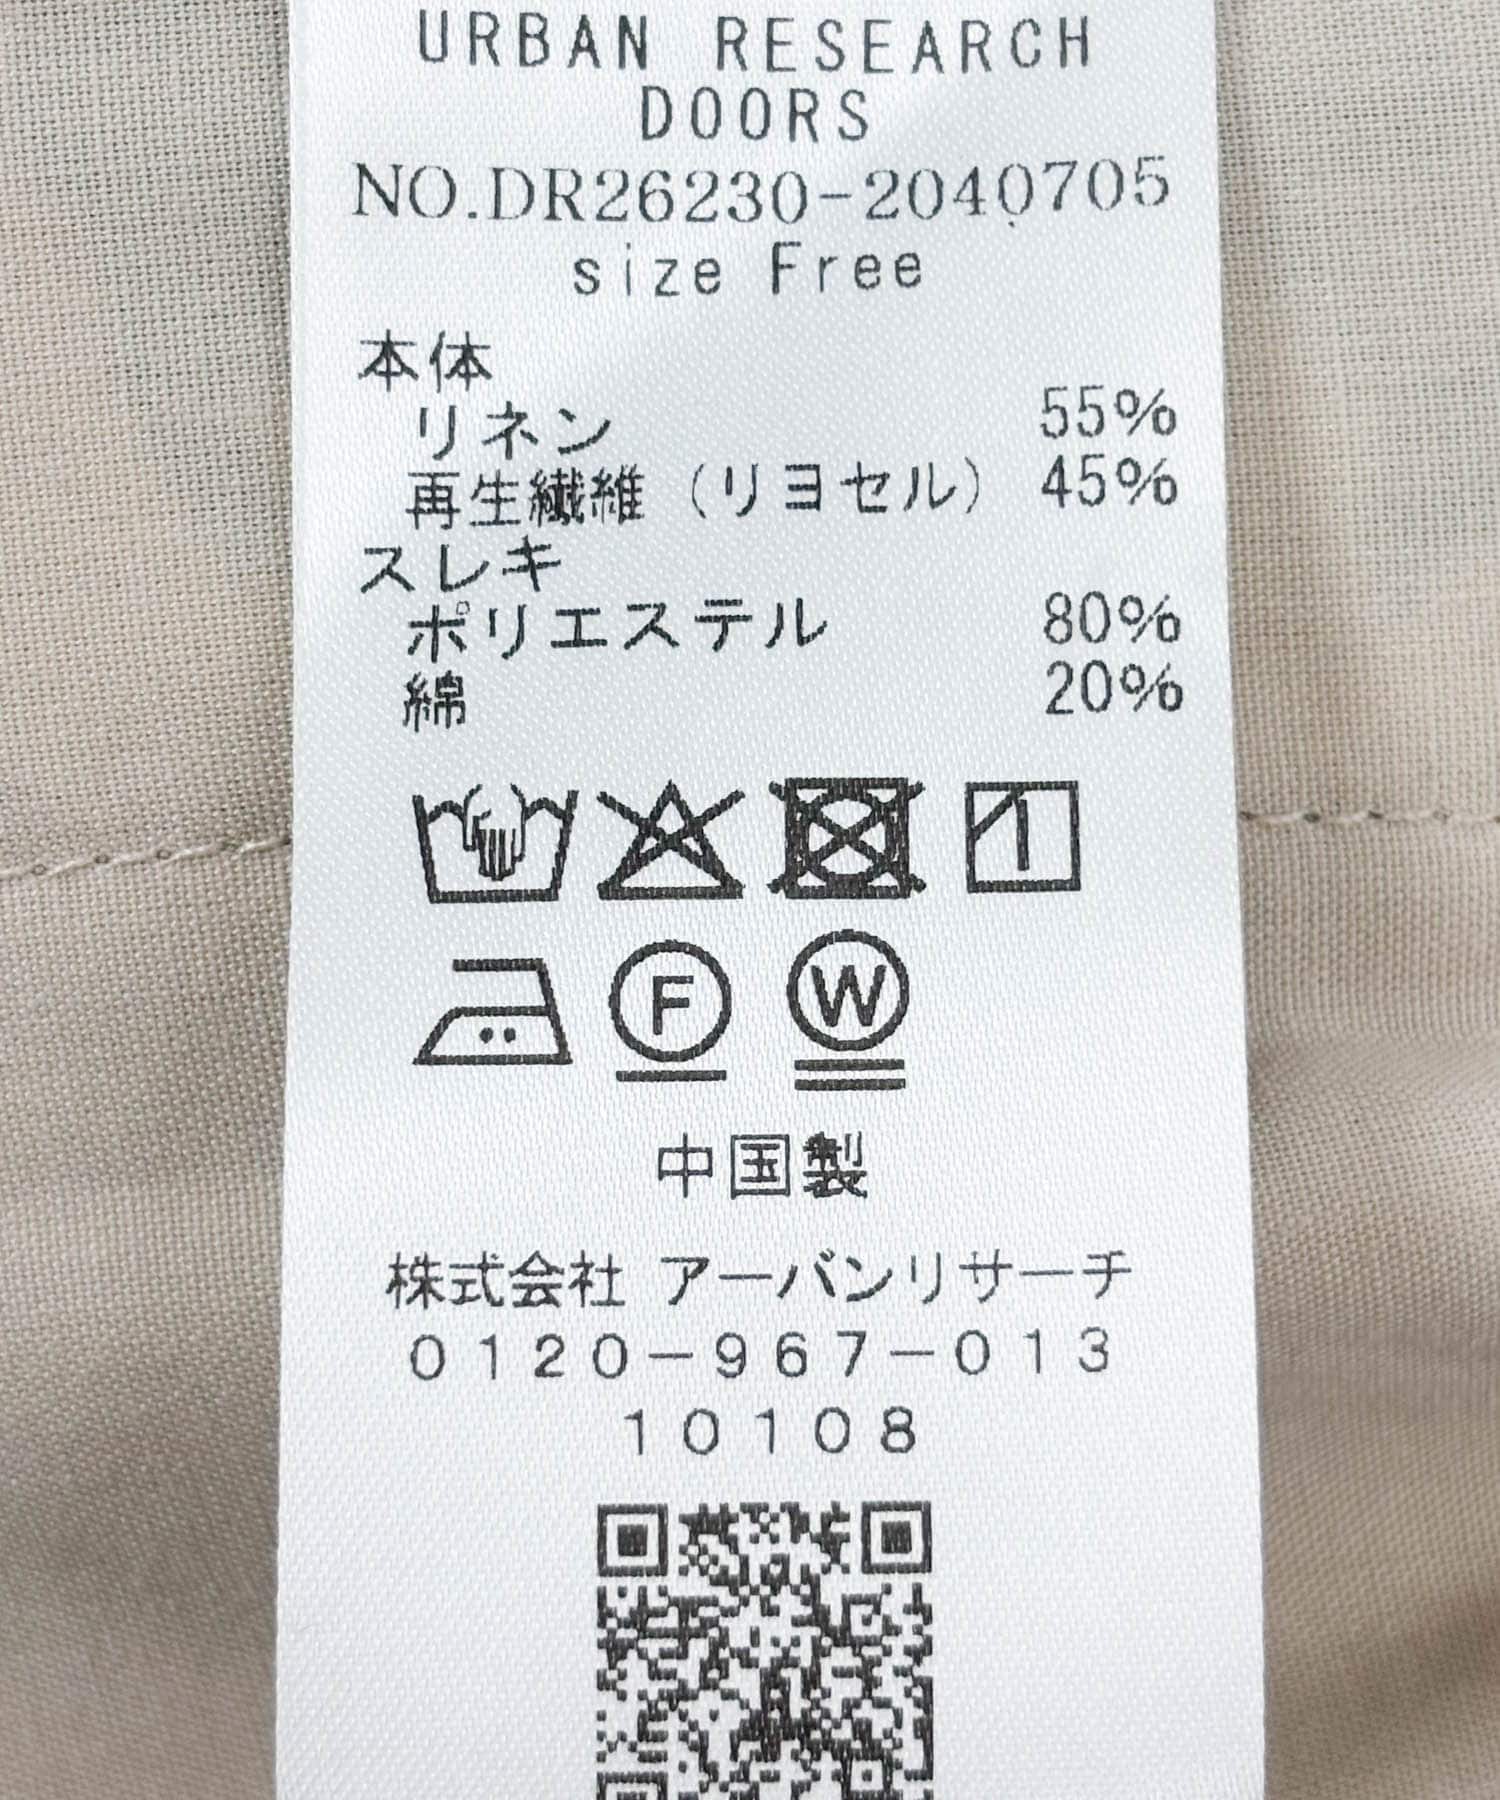 URBAN RESEARCH
DOORS
NO.DR26230-2040705
size Free
本体
リネン 55%
再生繊維（リヨセル） 45%
スレキ
ポリエステル 80%
綿 20%
F W
中国製
株式会社 アーバンリサーチ
0120-967-013
10108